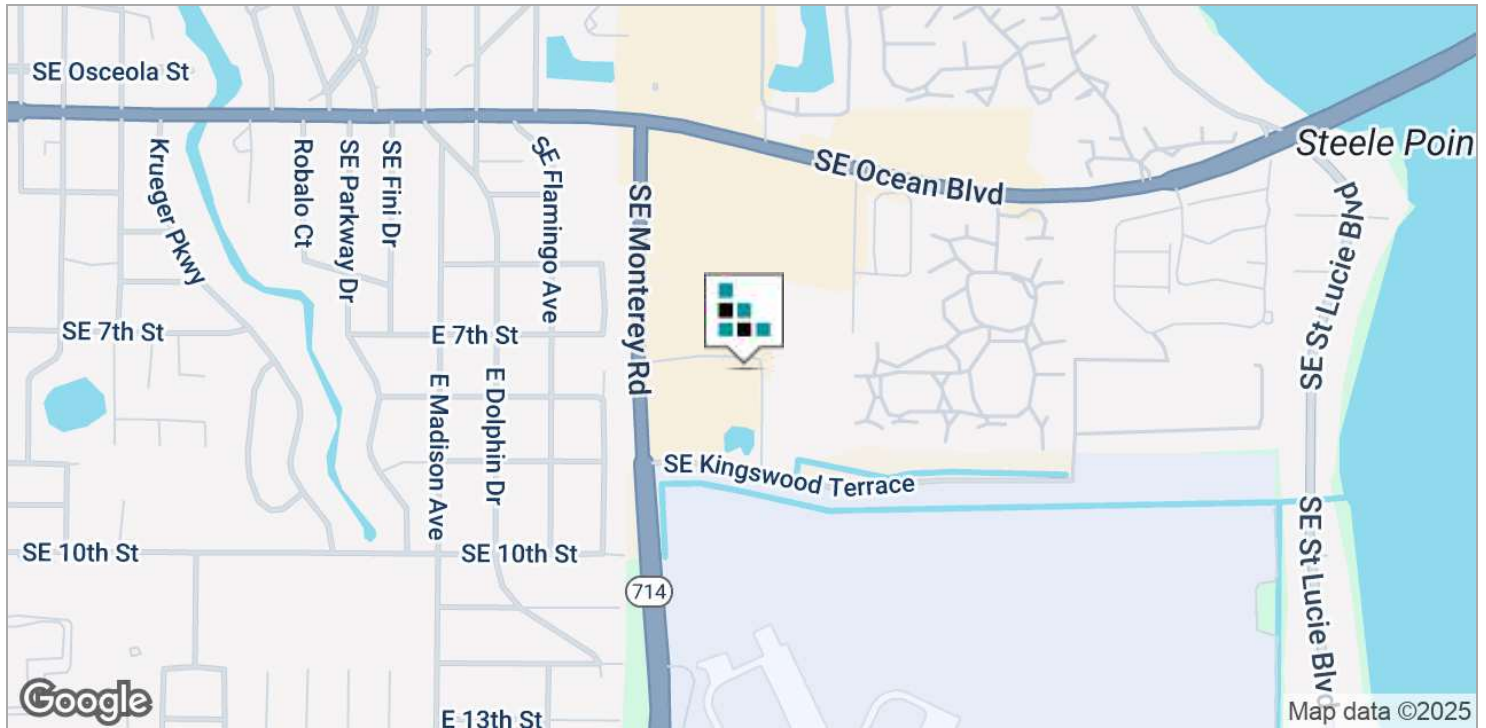 SE Osceola St
SE Ocean Blvd
Steele Poin
Krueger Pkwy
Robalo Ct
SE Parkway Dr
SE Fini Dr
SE Flamingo Ave
SE Monterey Rd
SE St Lucie Blvd
SE 7th St
E 7th St
E Madison Ave
E Dolphin Dr
SE Kingswood Terrace
SE 10th St
SE 10th St
SE St Lucie Blvd
714
E 13th St
Google
Map data ©2025